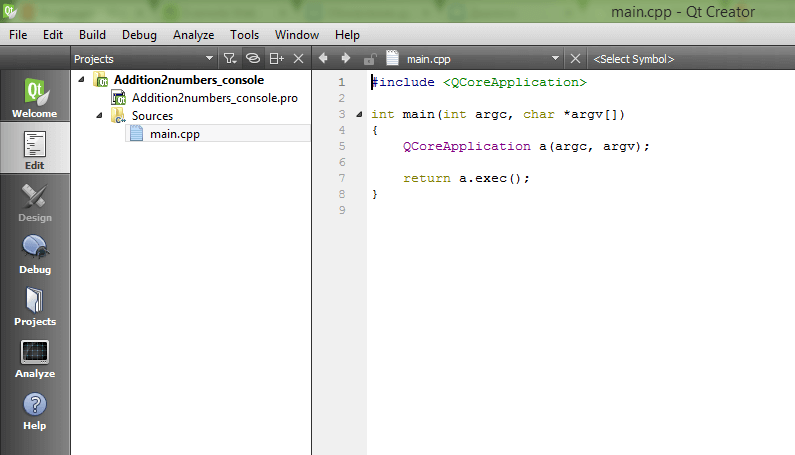 main.cpp - Qt Creator
File Edit Build Debug Analyze Tools Window Help
Projects main.cpp <Select Symbol>
Qt
Welcome
Edit
Design
Debug
Projects
Analyze
Help
Addition2numbers_console
Addition2numbers_console.pro
Sources
main.cpp
1 #include <QCoreApplication>
2
3 int main(int argc, char *argv[])
4 {
5 QCoreApplication a(argc, argv);
6
7 return a.exec();
8 }
9